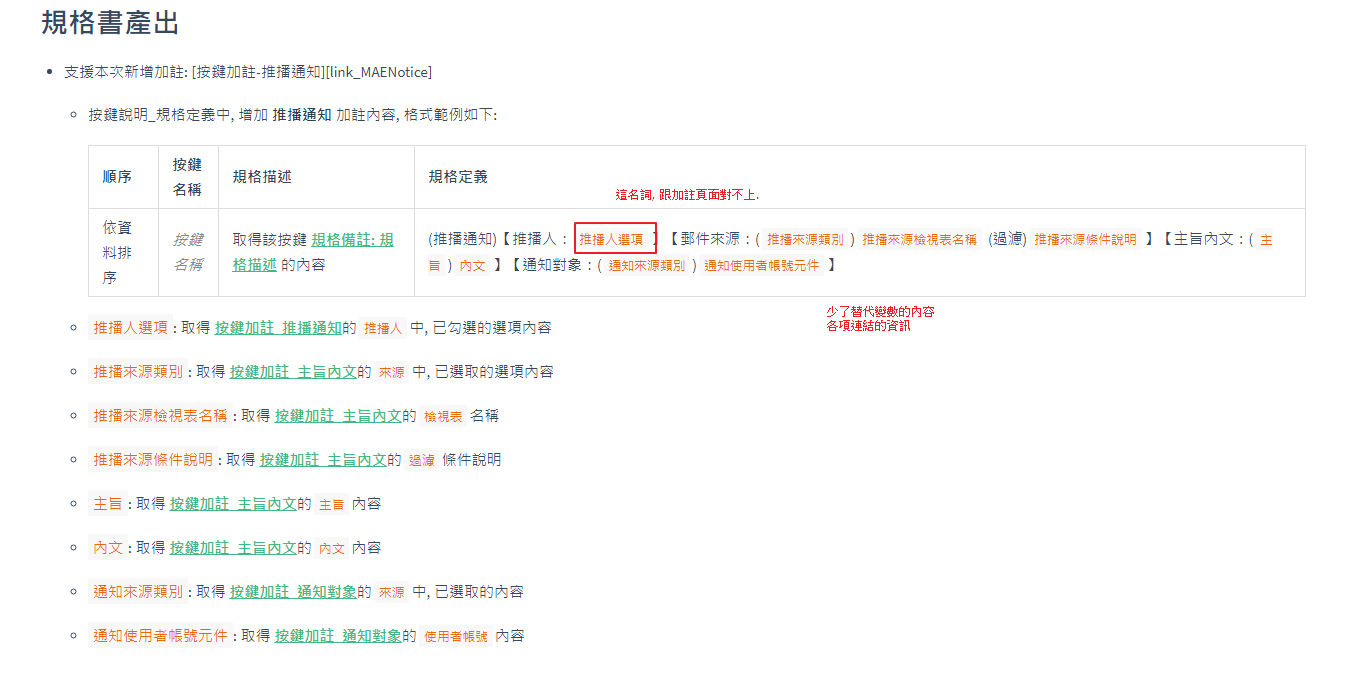 規格書產出
支援本次新增加註: [按鍵加註-推播通知][link_MAENotice]
按鍵說明_規格定義中, 增加 推播通知 加註內容, 格式範例如下:
順序
按鍵
名稱
規格描述
規格定義
這名詞, 跟加註頁面對不上.
依資
料排
序
按鍵
名稱
取得該按鍵 規格備註: 規
格描述 的內容
(推播通知)【推播人： 推播人選項 】【郵件來源：( 推播來源類別 ) 推播來源檢視表名稱 (過濾) 推播來源條件說明 】【主旨內文：( 主
旨 ) 內文 】【通知對象：( 通知來源類別 ) 通知使用者帳號元件 】
少了替代變數的內容
各項連結的資訊
推播人選項 : 取得 按鍵加註_推播通知的 推播人 中, 已勾選的選項內容
推播來源類別 : 取得 按鍵加註_主旨內文的 來源 中, 已選取的選項內容
推播來源檢視表名稱 : 取得 按鍵加註_主旨內文的 檢視表 名稱
推播來源條件說明 : 取得 按鍵加註_主旨內文的 過濾 條件說明
主旨 : 取得 按鍵加註_主旨內文的 主旨 內容
內文 : 取得 按鍵加註_主旨內文的 內文 內容
通知來源類別 : 取得 按鍵加註_通知對象的 來源 中, 已選取的內容
通知使用者帳號元件 : 取得 按鍵加註_通知對象的 使用者帳號 內容